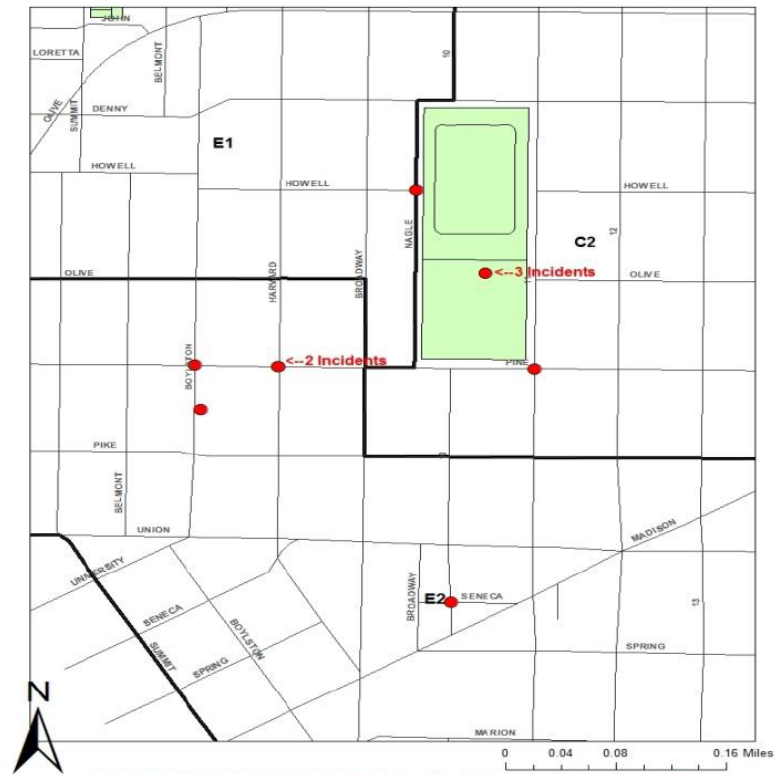 JOHN
10
LORETTA
BELMONT
OLIVE
SUMMIT
DENNY
E1
HOWELL
HOWELL
HOWELL
NAGLE
12
C2
BROADWAY
HARVARD
OLIVE
<--3 Incidents
OLIVE
BOYLSTON
<--2 Incidents
PINE
PIKE
BELMONT
UNION
MADISON
UNIVERSITY
BROADWAY
E2
SENECA
13
SENECA
BOYLSTON
SUMMIT
SPRING
SPRING
N
MARION
0 0.04 0.08 0.16 Miles